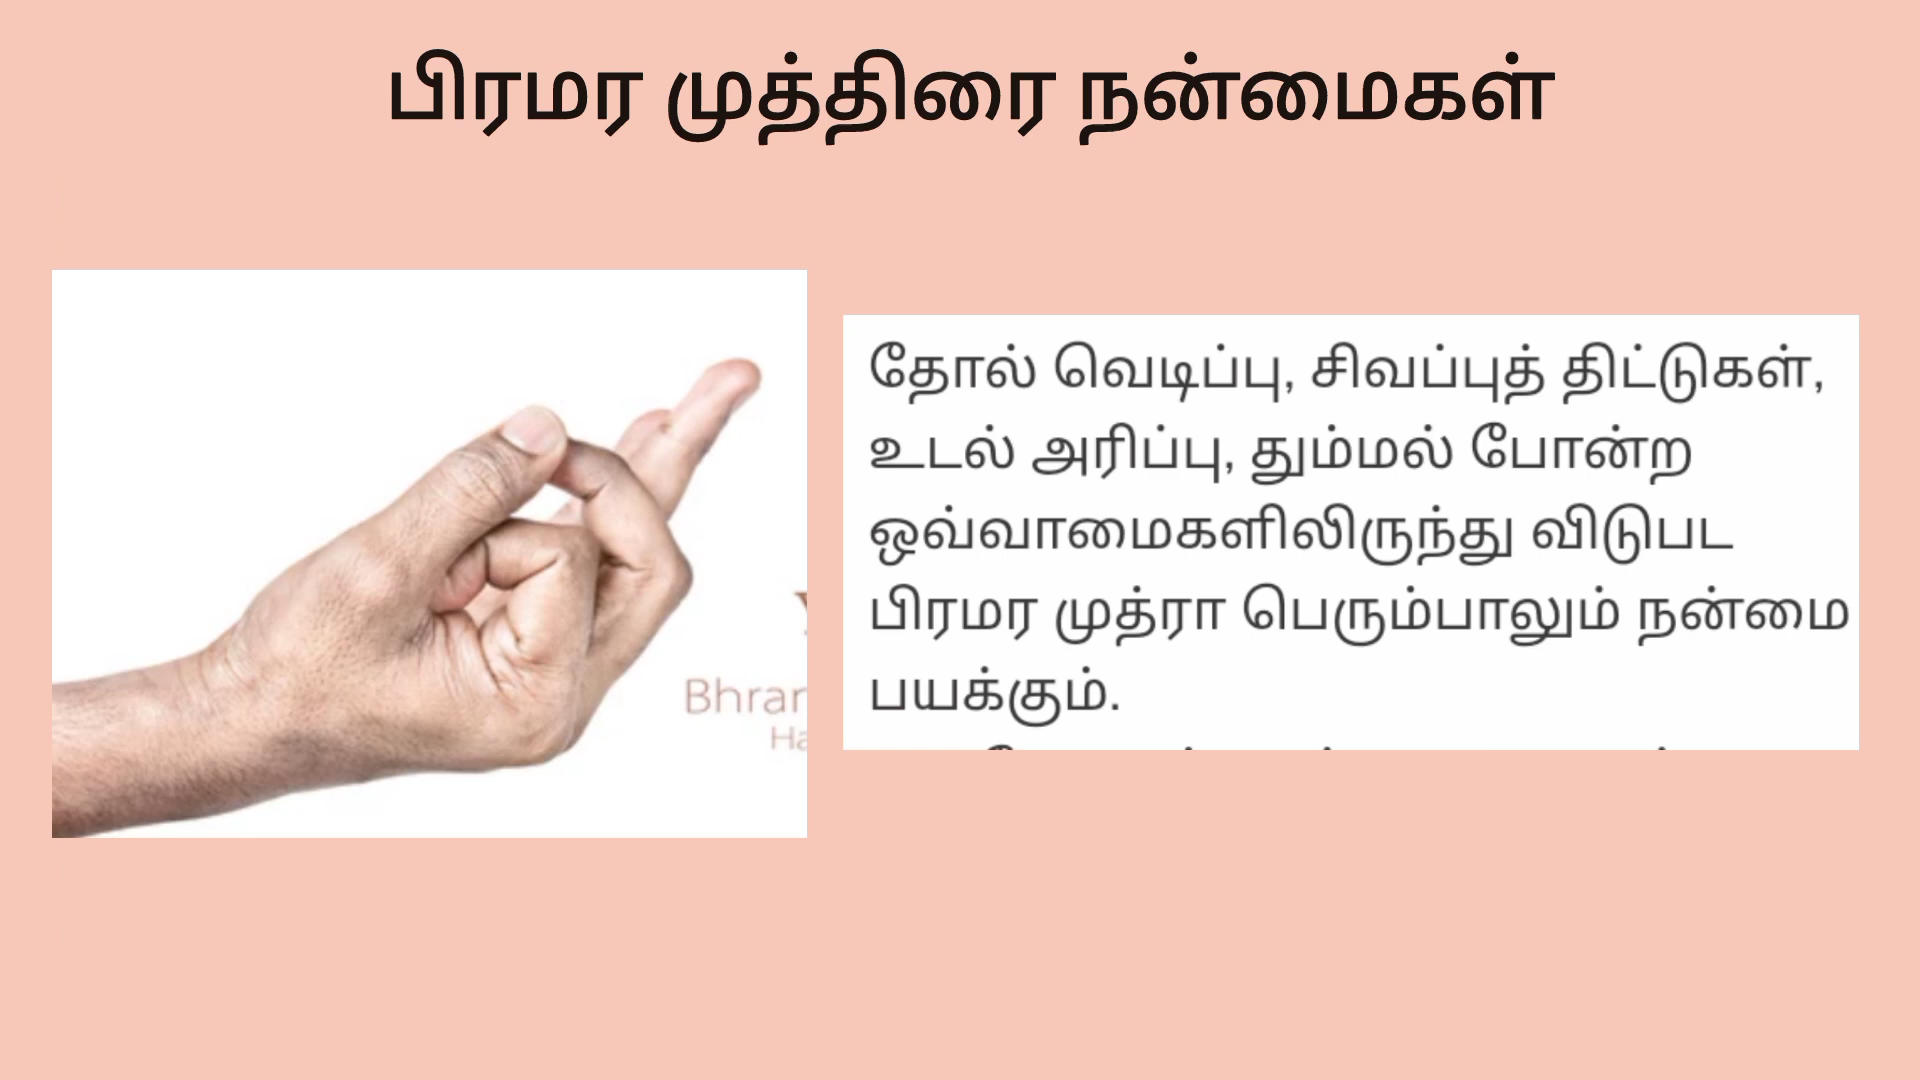 பிரமர முத்திரை நன்மைகள்
தோல் வெடிப்பு, சிவப்புத் திட்டுகள்,
உடல் அரிப்பு, தும்மல் போன்ற
ஒவ்வாமைகளிலிருந்து விடுபட
பிரமர முத்ரா பெரும்பாலும் நன்மை
பயக்கும்.